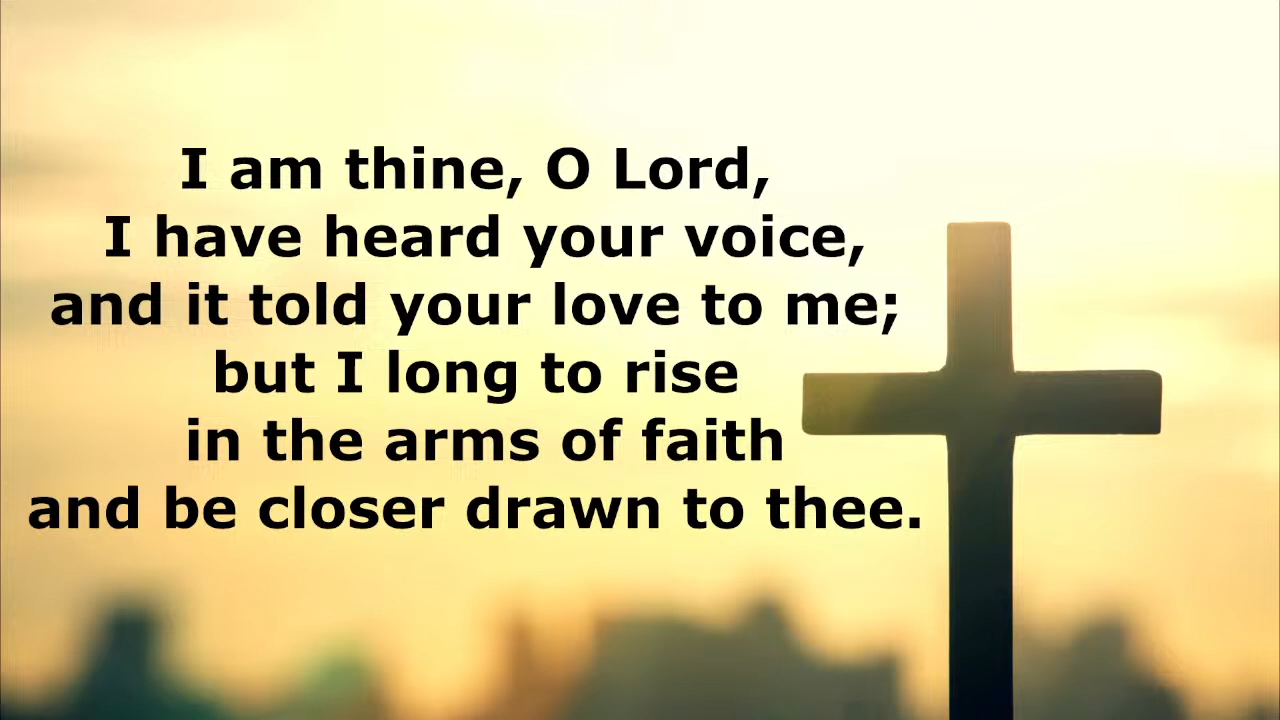 I am thine, O Lord,
I have heard your voice,
and it told your love to me;
but I long to rise
in the arms of faith
and be closer drawn to thee.